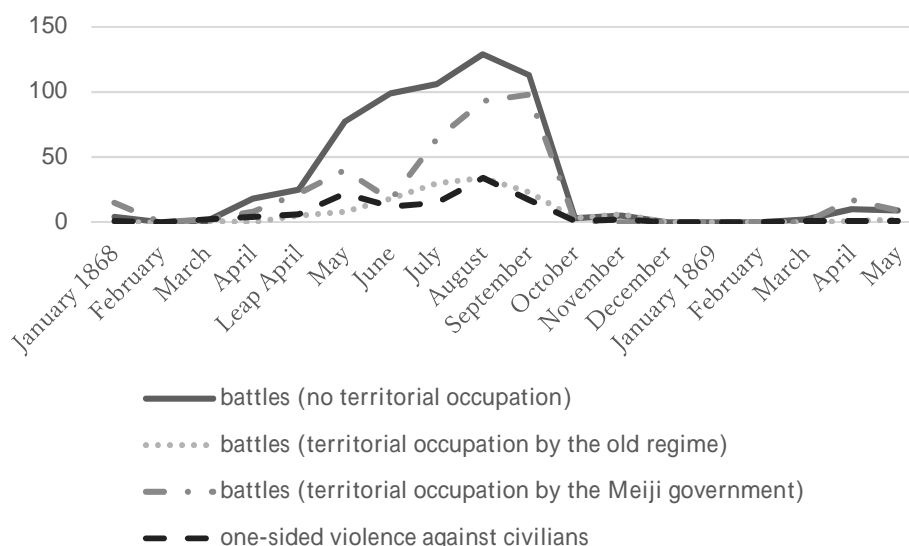 150
100
50
0
January 1868
February
March
April
Leap April
May
June
July
August
September
October
November
December
January 1869
February
March
April
May
battles (no territorial occupation)
battles (territorial occupation by the old regime)
battles (territorial occupation by the Meiji government)
one-sided violence against civilians